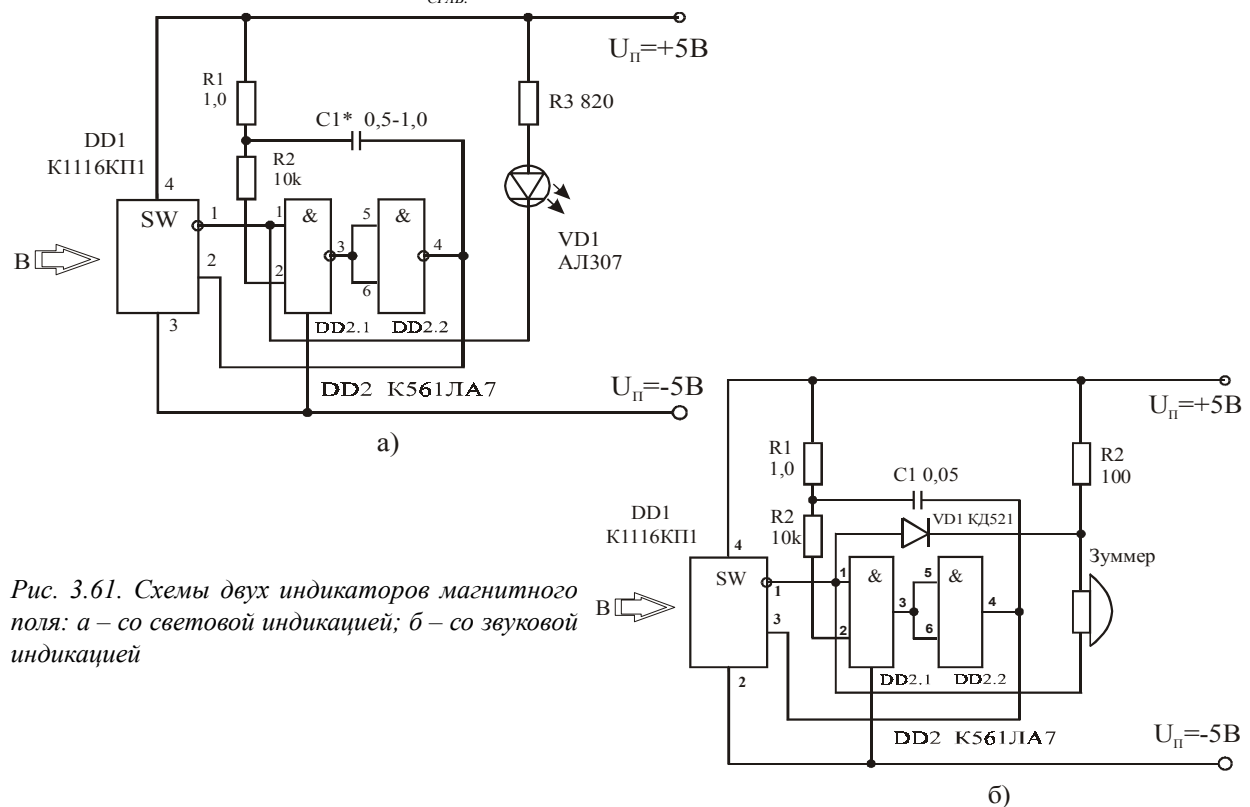 U_П=+5В
R1
1,0
R3 820
C1* 0,5-1,0
DD1
К1116КП1
R2
10k
4
SW
1
1
&
5
&
3
4
2
2
6
В
3
VD1
АЛ307
DD2.1
DD2.2
DD2 К561ЛА7
U_П=-5В
а)
U_П=+5В
R1
1,0
R2
100
C1 0,05
DD1
К1116КП1
R2
10k
VD1 КД521
4
Зуммер
SW
1
1
&
5
&
3
4
3
2
6
В
2
DD2.1
DD2.2
DD2 К561ЛА7
U_П=-5В
б)
Рис. 3.61. Схемы двух индикаторов магнитного
поля: а – со световой индикацией; б – со звуковой
индикацией